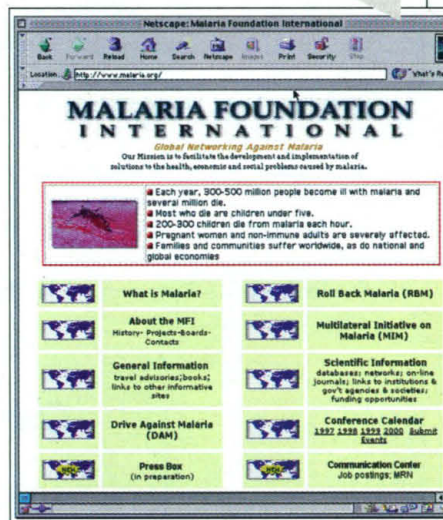 Netscape: Malaria Foundation International
Back Forward Reload Home Search Netscape Images Print Security Stop
Location: http://www.malaria.org/ What's Re
MALARIA FOUNDATION
INTERNATIONAL
Global Networking Against Malaria
Our Mission is to facilitate the development and implementation of
solutions to the health, economic and social problems caused by malaria.
Each year, 300-500 million people become ill with malaria and
several million die.
Most who die are children under five.
200-300 children die from malaria each hour.
Pregnant women and non-immune adults are severely affected.
Families and communities suffer worldwide, as do national and
global economies
What is Malaria?
Roll Back Malaria (RBM)
About the MFI
History- Projects-Boards-
Contacts
Multilateral Initiative on
Malaria (MIM)
General Information
travel advisories; books;
links to other informative
sites
Scientific Information
databases; networks; on-line
journals; links to institutions &
gov't agencies & societies;
funding opportunities
Drive Against Malaria
(DAM)
Conference Calendar
1997 1998 1999 2000 Submit
Events
NEW
Press Box
(in preparation)
NEW
Communication Center
Job postings; MRN